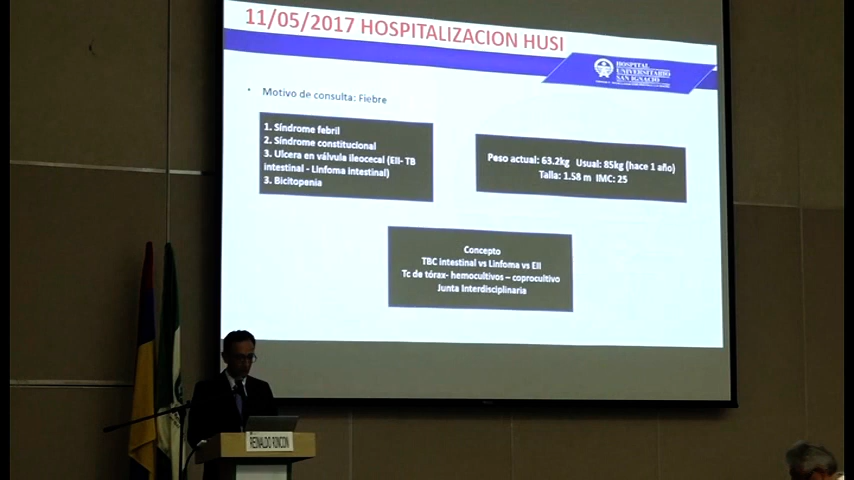 11/05/2017 HOSPITALIZACION HUSI
HOSPITAL
UNIVERSITARIO
SAN IGNACIO
• Motivo de consulta: Fiebre
1. Síndrome febril
2. Síndrome constitucional
3. Ulcera en válvula ileocecal (EII- TB
intestinal - Linfoma intestinal)
3. Bicitopenia
Peso actual: 63.2kg Usual: 85kg (hace 1 año)
Talla: 1.58 m IMC: 25
Concepto
TBC intestinal vs Linfoma vs EII
Tc de tórax- hemocultivos – coprocultivo
Junta Interdisciplinaria
REINALDO RINCON